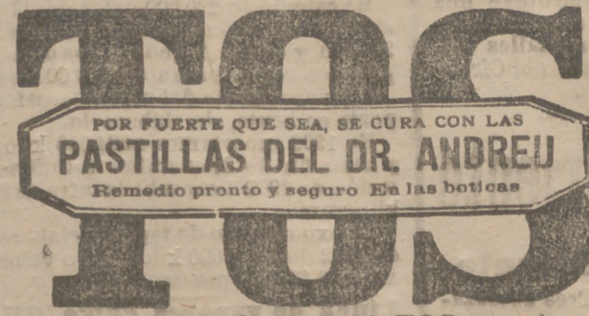 TOS
POR FUERTE QUE SEA, SE CURA CON LAS
PASTILLAS DEL DR. ANDREU
Remedio pronto y seguro En las boticas